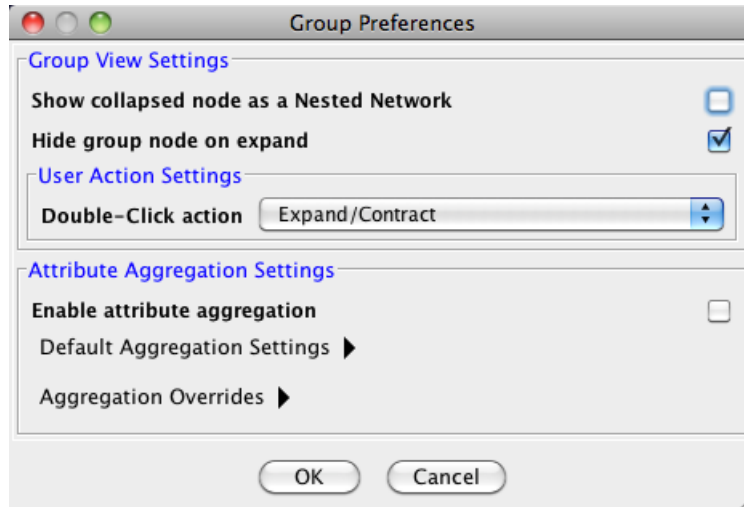 Group Preferences
Group View Settings
Show collapsed node as a Nested Network
Hide group node on expand
User Action Settings
Double-Click action Expand/Contract
Attribute Aggregation Settings
Enable attribute aggregation
Default Aggregation Settings
Aggregation Overrides
OK Cancel